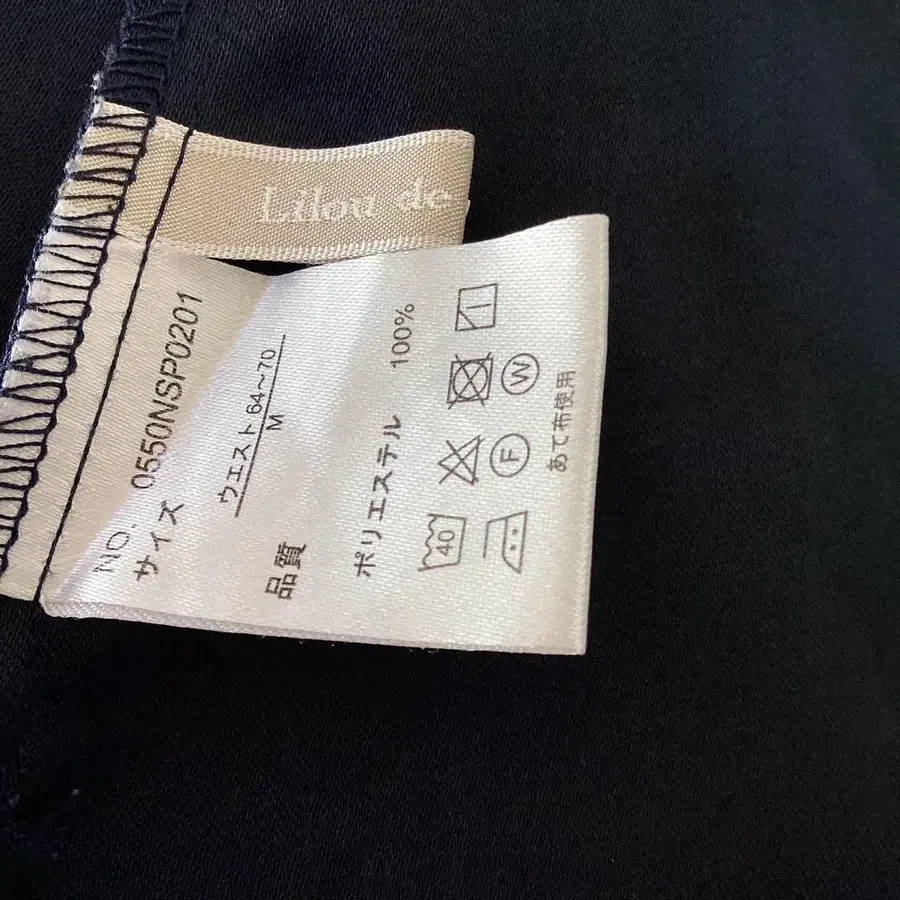 Lilou de
NO. 0550NSP0201
サイズ
ウエスト64〜70
M
品質
ポリエステル 100%
40
F W
あて布使用